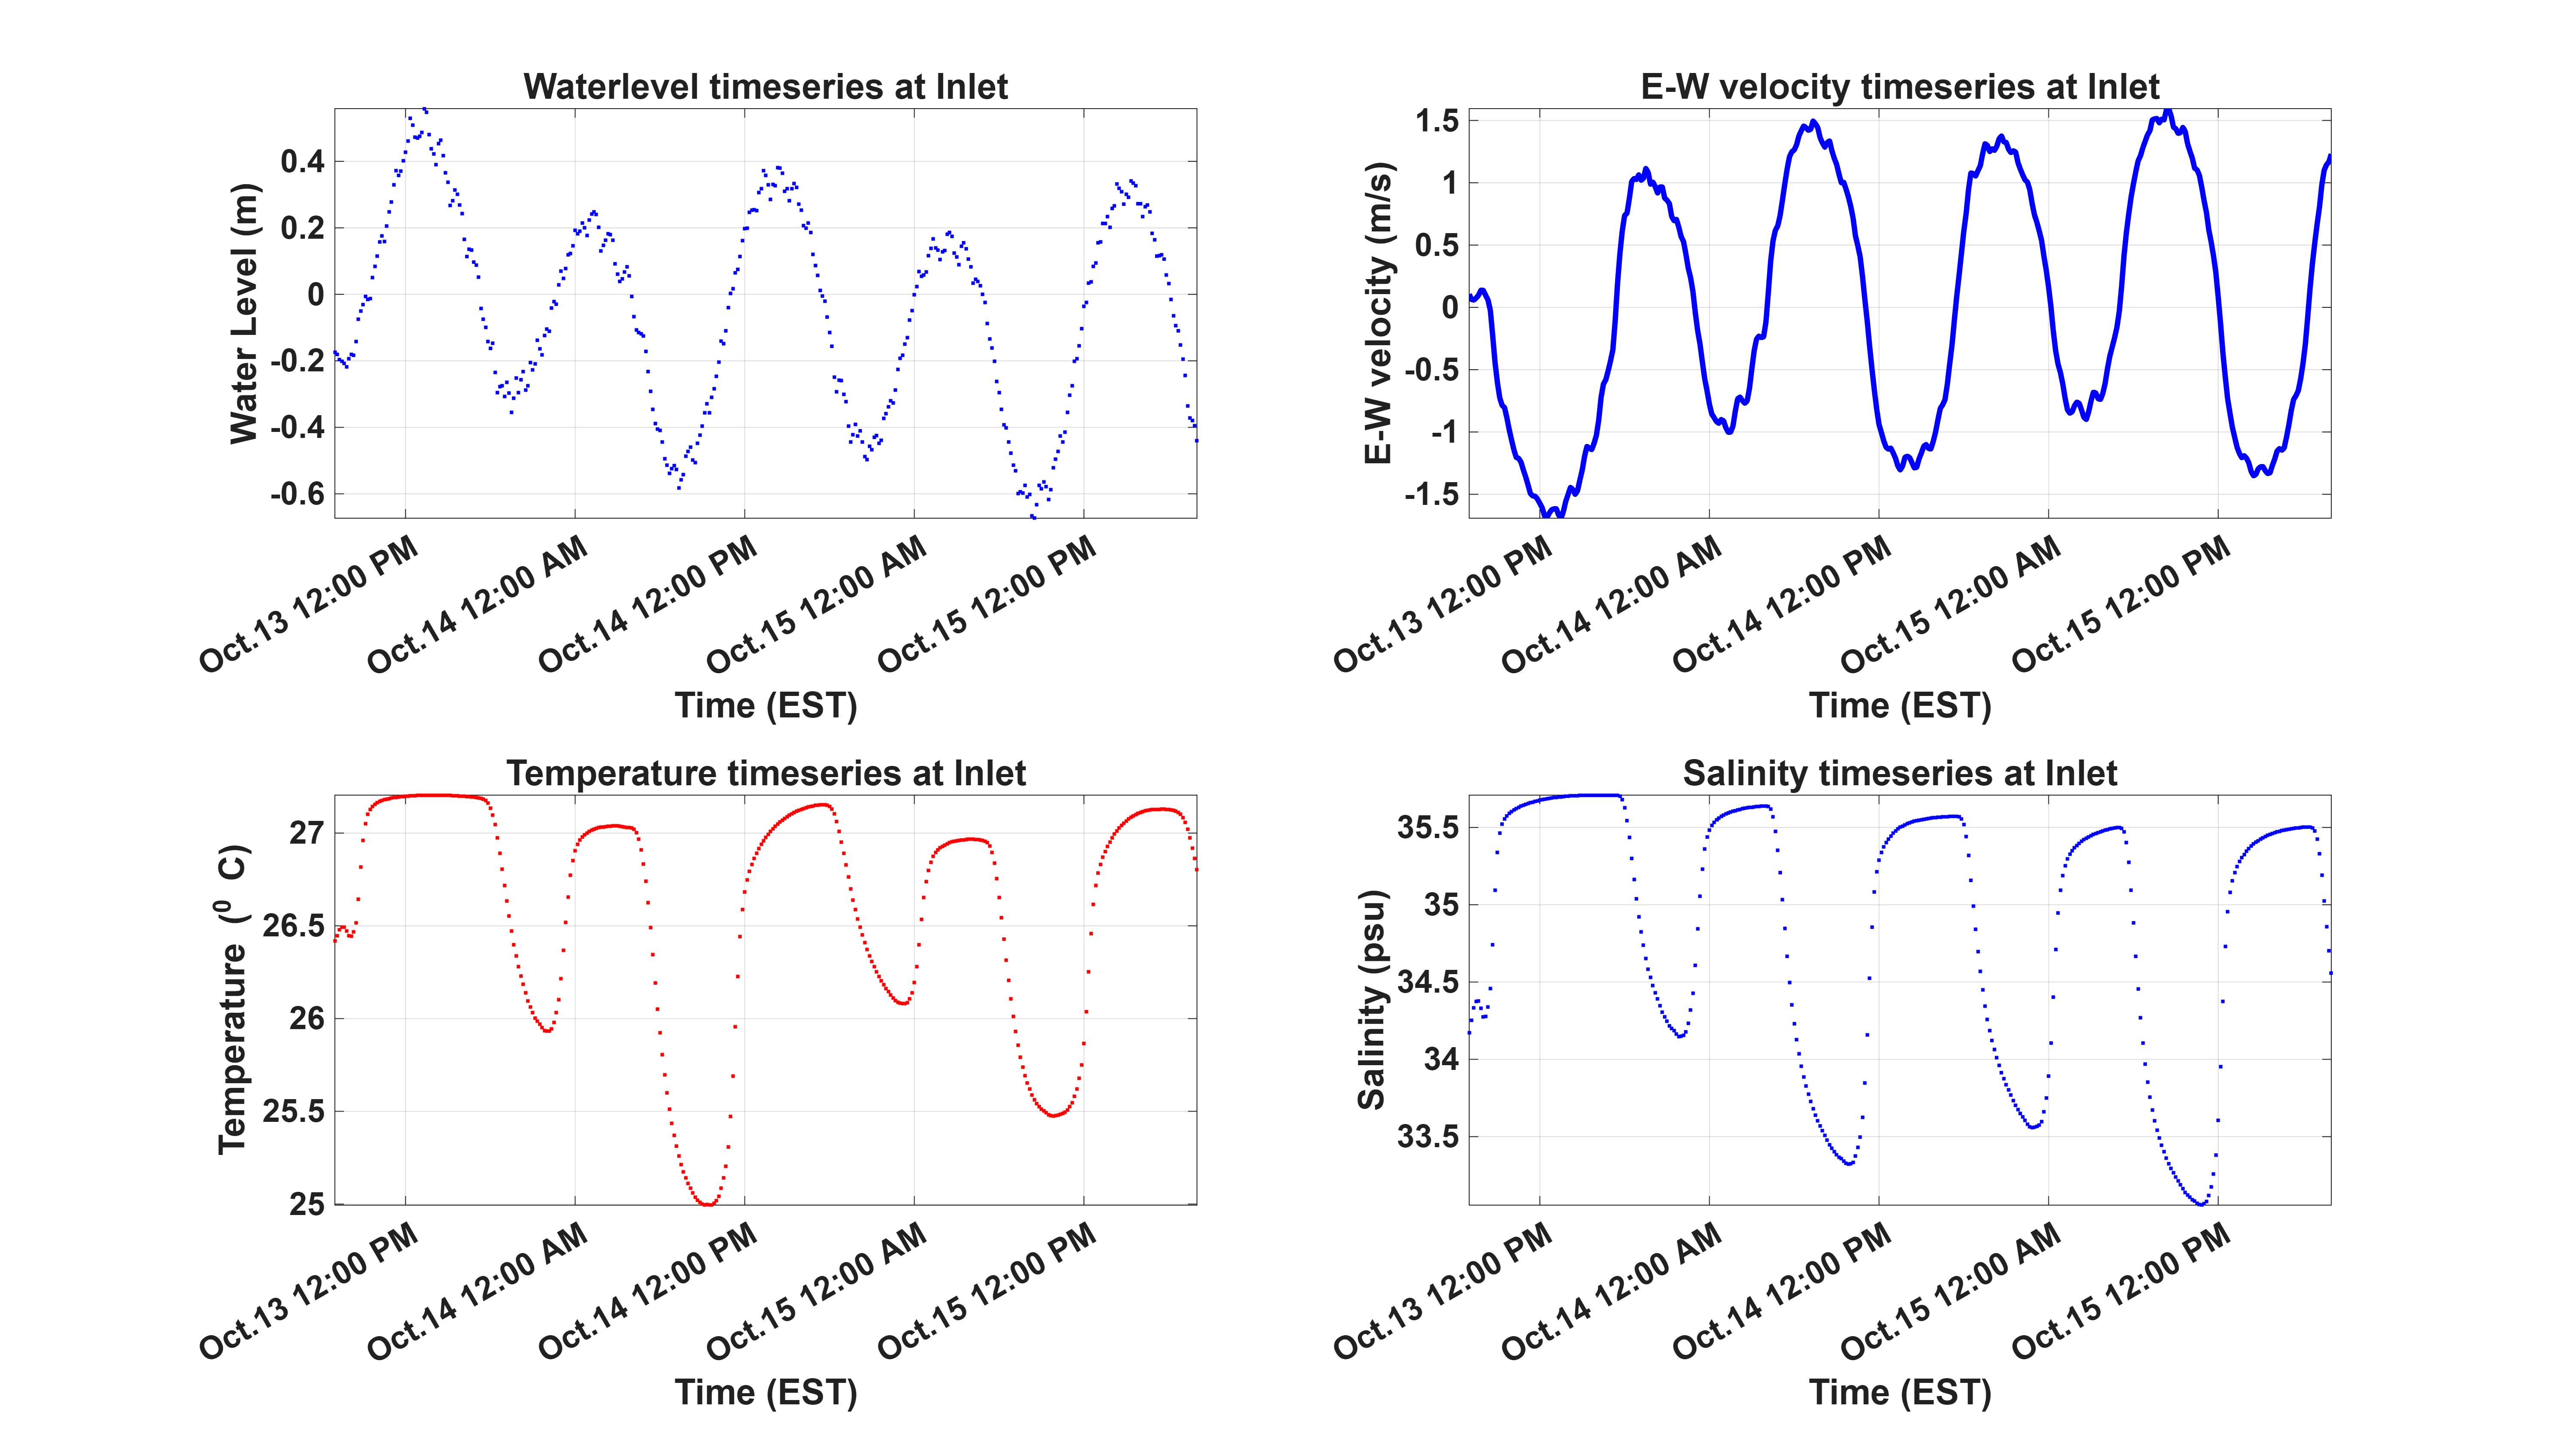 Waterlevel timeseries at Inlet
Water Level (m)
0.4
0.2
0
-0.2
-0.4
-0.6
Oct.13 12:00 PM
Oct.14 12:00 AM
Oct.14 12:00 PM
Oct.15 12:00 AM
Oct.15 12:00 PM
Time (EST)
E-W velocity timeseries at Inlet
E-W velocity (m/s)
1.5
1
0.5
0
-0.5
-1
-1.5
Oct.13 12:00 PM
Oct.14 12:00 AM
Oct.14 12:00 PM
Oct.15 12:00 AM
Oct.15 12:00 PM
Time (EST)
Temperature timeseries at Inlet
Temperature (⁰ C)
27
26.5
26
25.5
25
Oct.13 12:00 PM
Oct.14 12:00 AM
Oct.14 12:00 PM
Oct.15 12:00 AM
Oct.15 12:00 PM
Time (EST)
Salinity timeseries at Inlet
Salinity (psu)
35.5
35
34.5
34
33.5
Oct.13 12:00 PM
Oct.14 12:00 AM
Oct.14 12:00 PM
Oct.15 12:00 AM
Oct.15 12:00 PM
Time (EST)